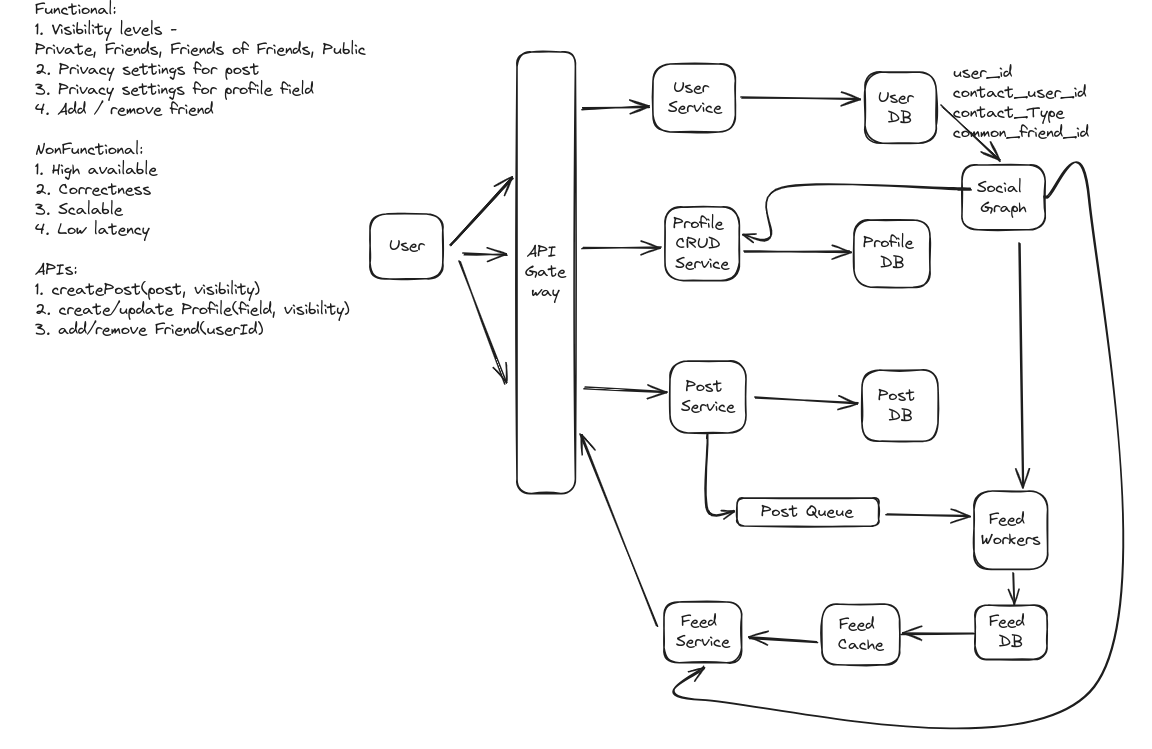 Functional:
1. Visibility levels -
Private, Friends, Friends of Friends, Public
2. Privacy settings for post
3. Privacy settings for profile field
4. Add / remove friend
NonFunctional:
1. High available
2. Correctness
3. Scalable
4. Low latency
APIs:
1. createPost(post, visibility)
2. create/update Profile(field, visibility)
3. add/remove Friend(userId)
User
API
Gate
way
User
Service
User
DB
user_id
contact_user_id
contact_Type
common_friend_id
Social
Graph
Profile
CRUD
Service
Profile
DB
Post
Service
Post
DB
Post Queue
Feed
Workers
Feed
Service
Feed
Cache
Feed
DB